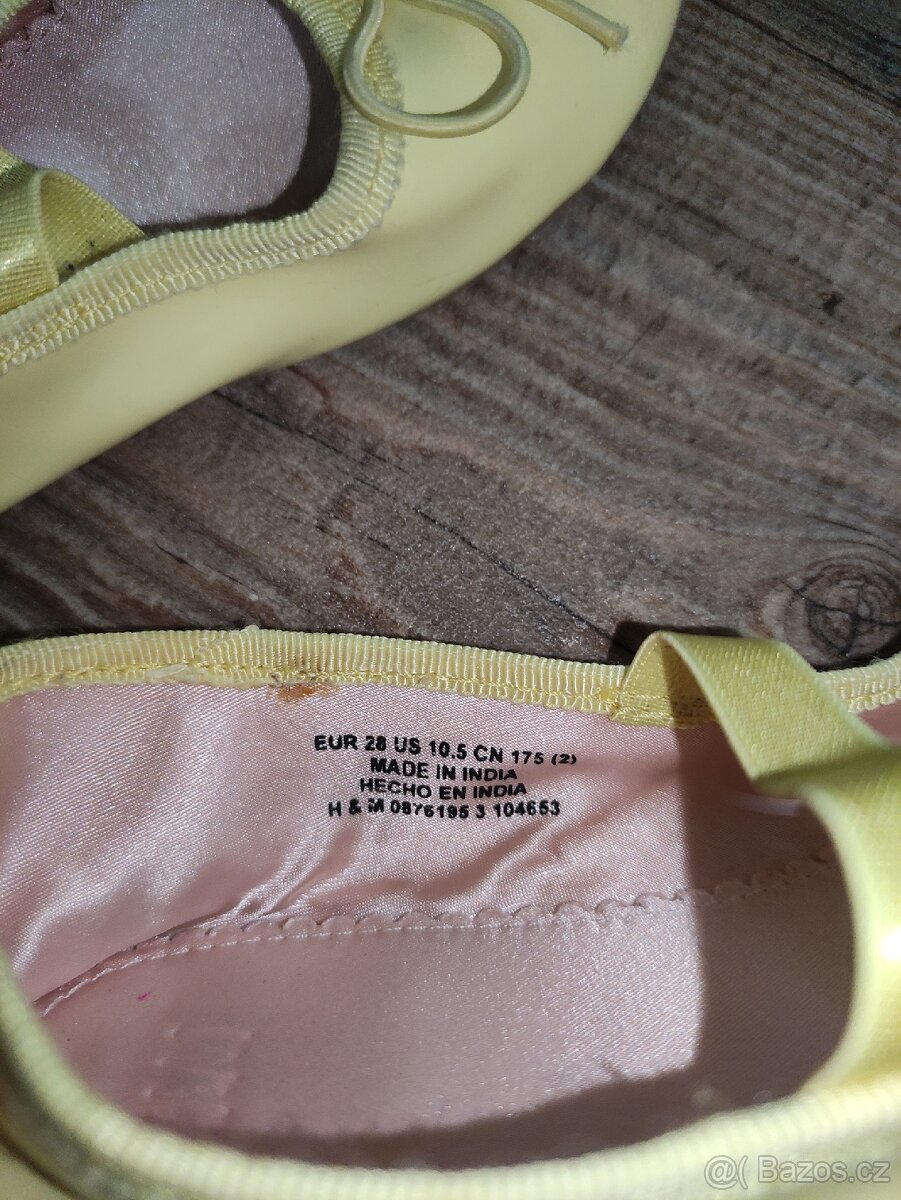 EUR 28 US 10.5 CN 175 (2)
MADE IN INDIA
HECHO EN INDIA
H & M 0876195 3 104653
@( Bazos.cz